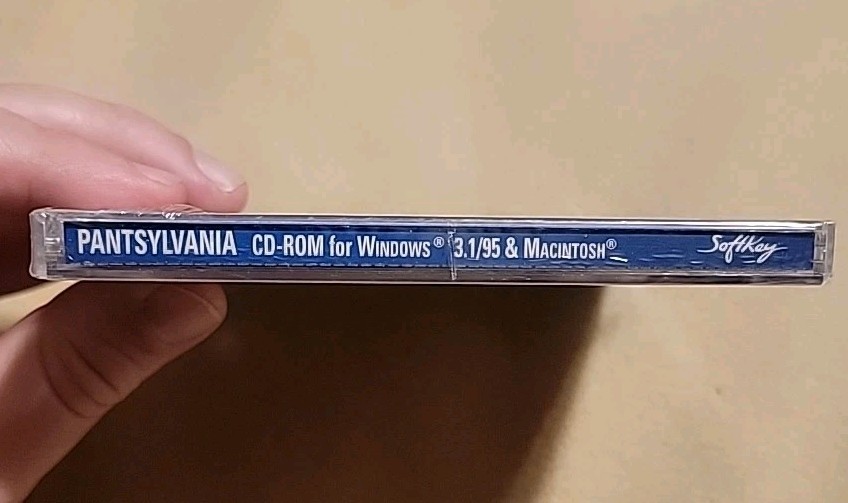 PANTSYLVANIA CD-ROM for WINDOWS® 3.1/95 & MACINTOSH® SoftKey